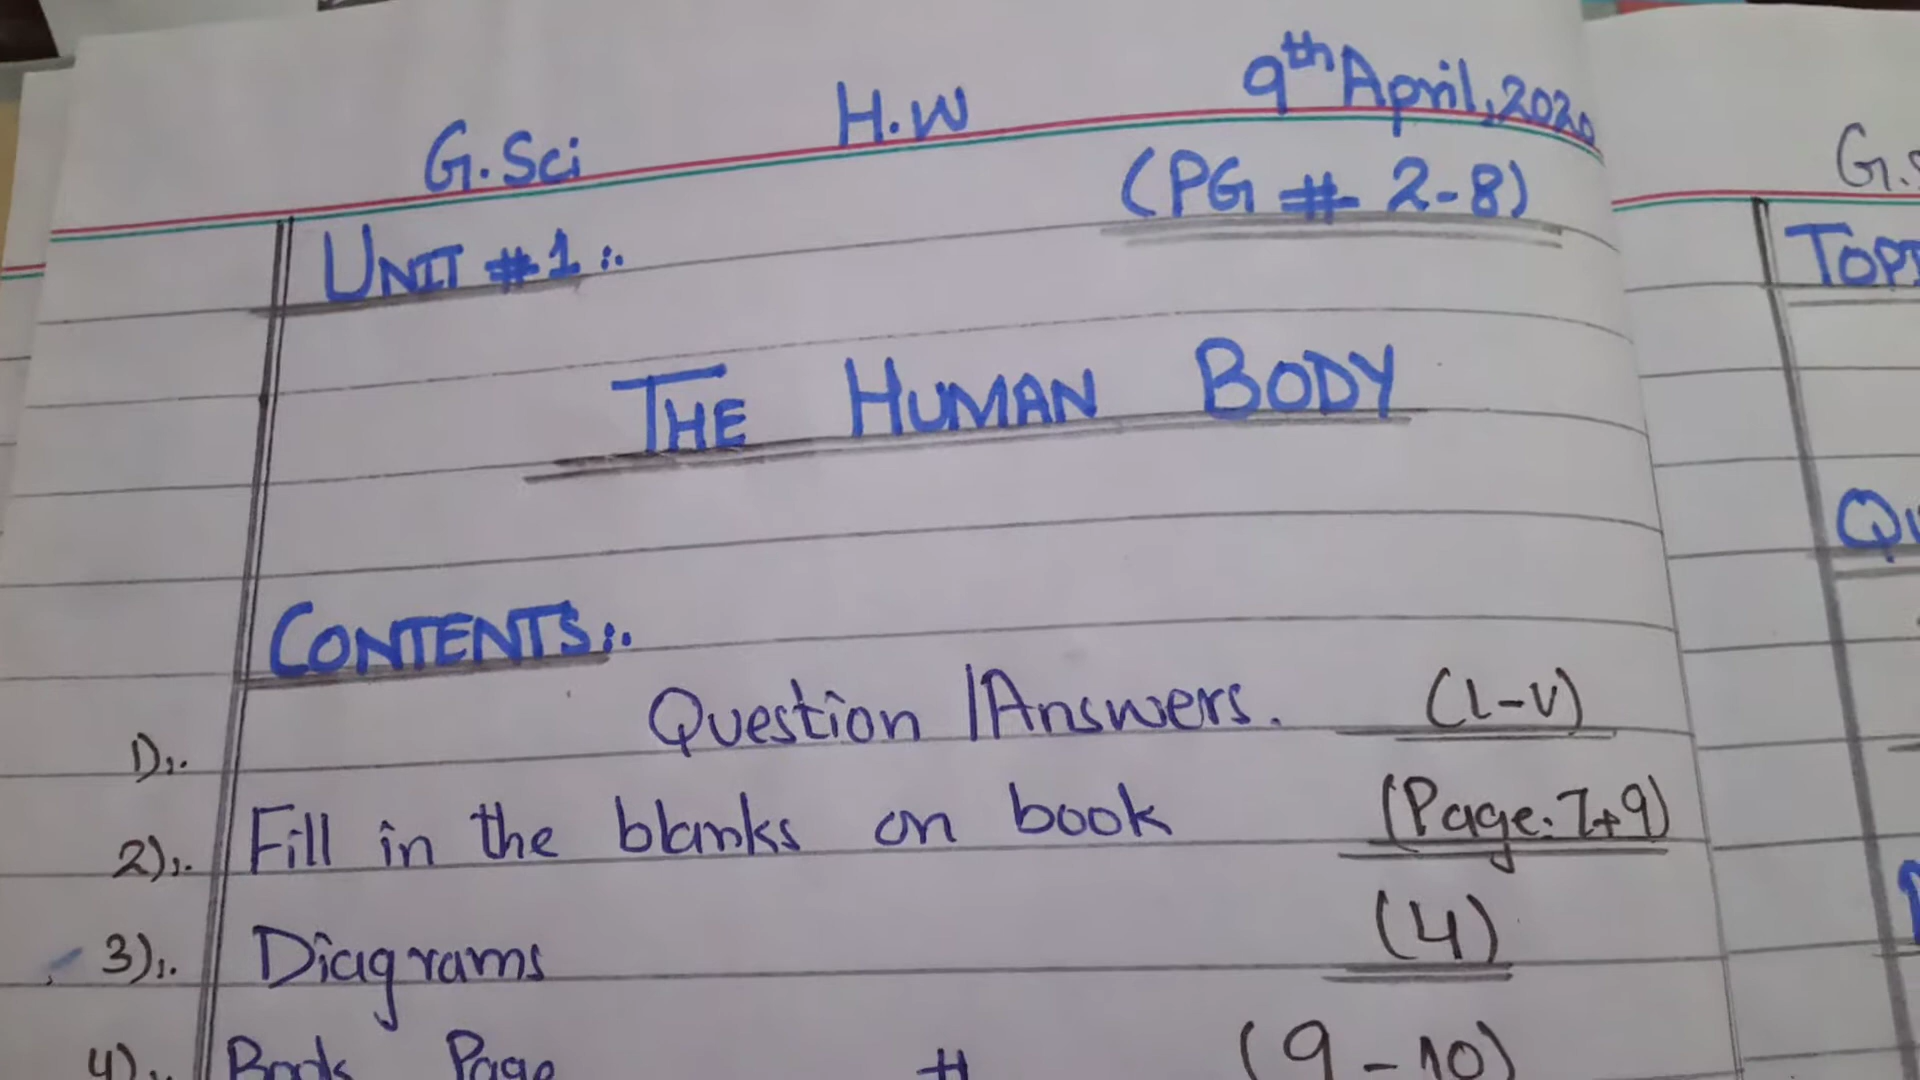 G.Sci H.W 9th April, 2020
(PG # 2-8)
UNIT #1:.
THE HUMAN BODY
CONTENTS:.
1):. Question /Answers. (i-v)
2):. Fill in the blanks on book (Page: 7+9)
3):. Diagrams (4)
4):. Book Page # (9-10)